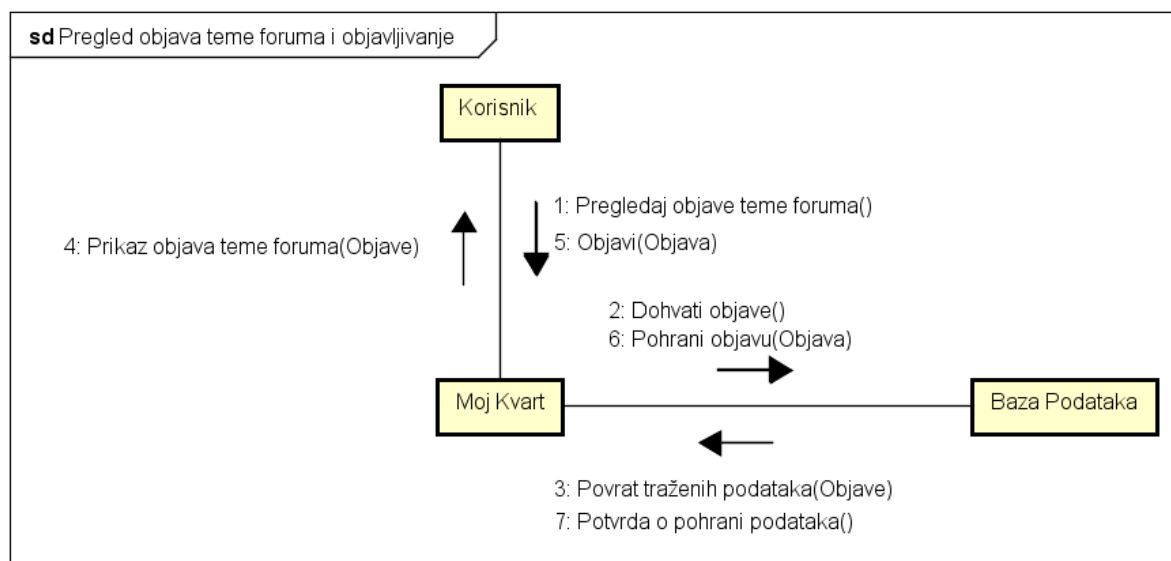 sd Pregled objava teme foruma i objavljivanje
Korisnik
1: Pregledaj objave teme foruma()
4: Prikaz objava teme foruma(Objave)
5: Objavi(Objava)
2: Dohvati objave()
6: Pohrani objavu(Objava)
Moj Kvart
Baza Podataka
3: Povrat traženih podataka(Objave)
7: Potvrda o pohrani podataka()